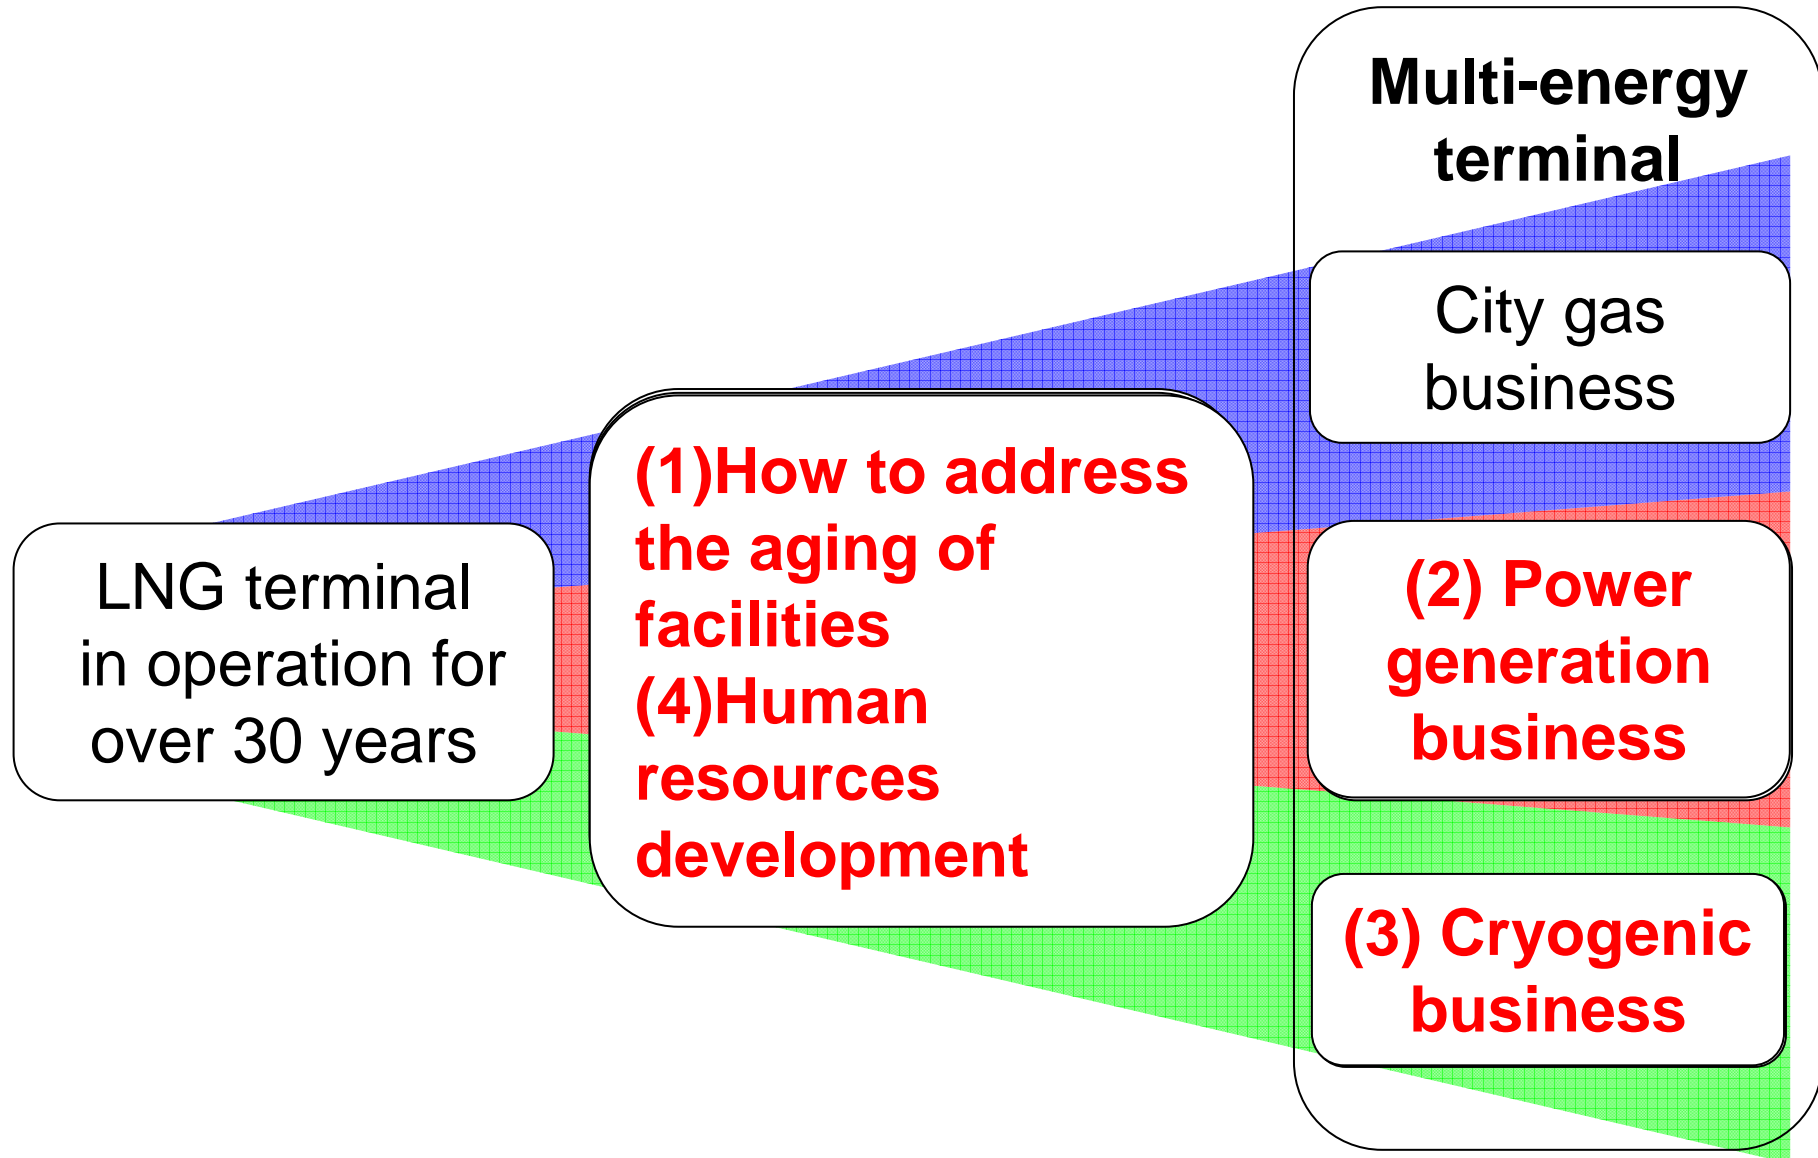 Multi-energy
terminal
City gas
business
(1)How to address
the aging of
facilities
(4)Human
resources
development
LNG terminal
in operation for
over 30 years
(2) Power
generation
business
(3) Cryogenic
business